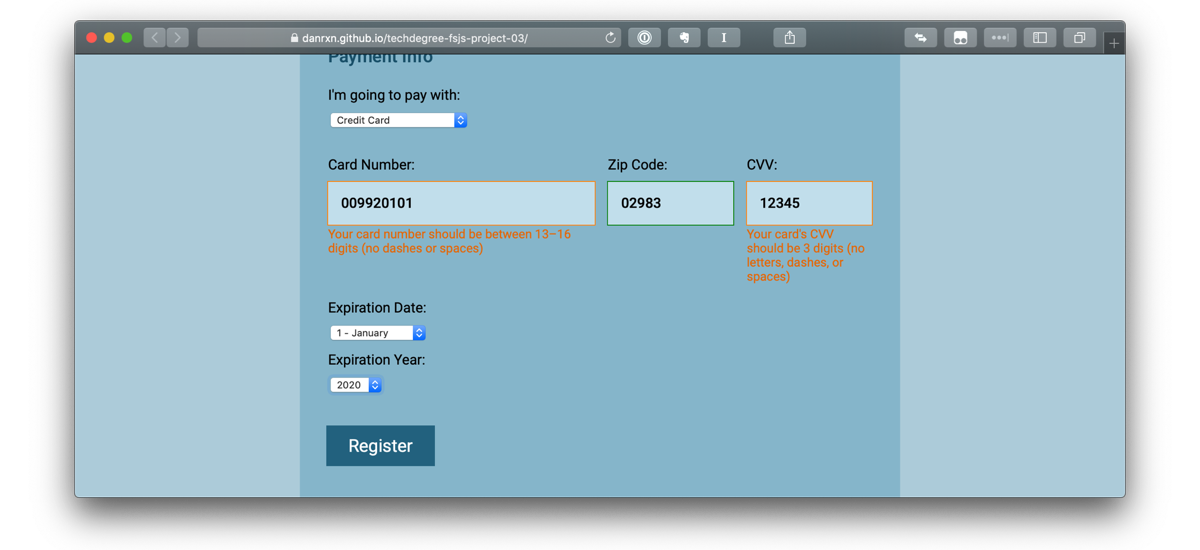 danrxn.github.io/techdegree-fsjs-project-03/
Payment Info
I'm going to pay with:
Credit Card
Card Number:
Zip Code:
CVV:
009920101
02983
12345
Your card number should be between 13–16
digits (no dashes or spaces)
Your card's CVV
should be 3 digits (no
letters, dashes, or
spaces)
Expiration Date:
1 - January
Expiration Year:
2020
Register